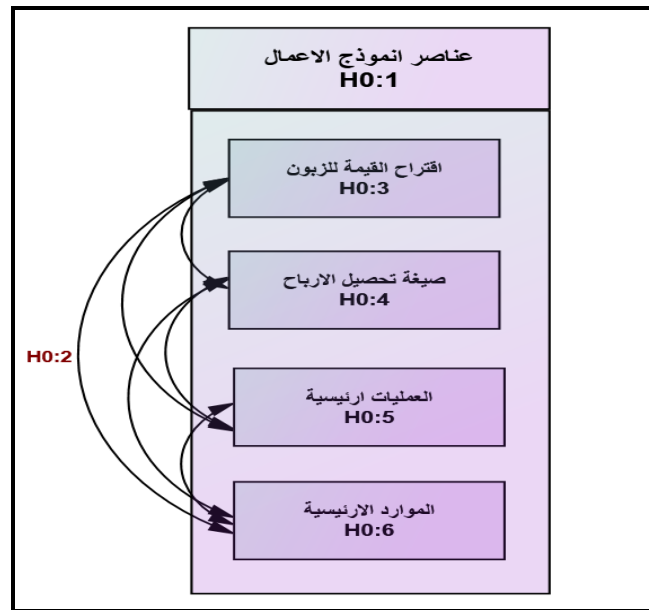 عناصر انموذج الاعمال
H0:1
اقتراح القيمة للزبون
H0:3
صيغة تحصيل الارباح
H0:4
H0:2
العمليات ارئيسية
H0:5
الموارد الارئيسية
H0:6